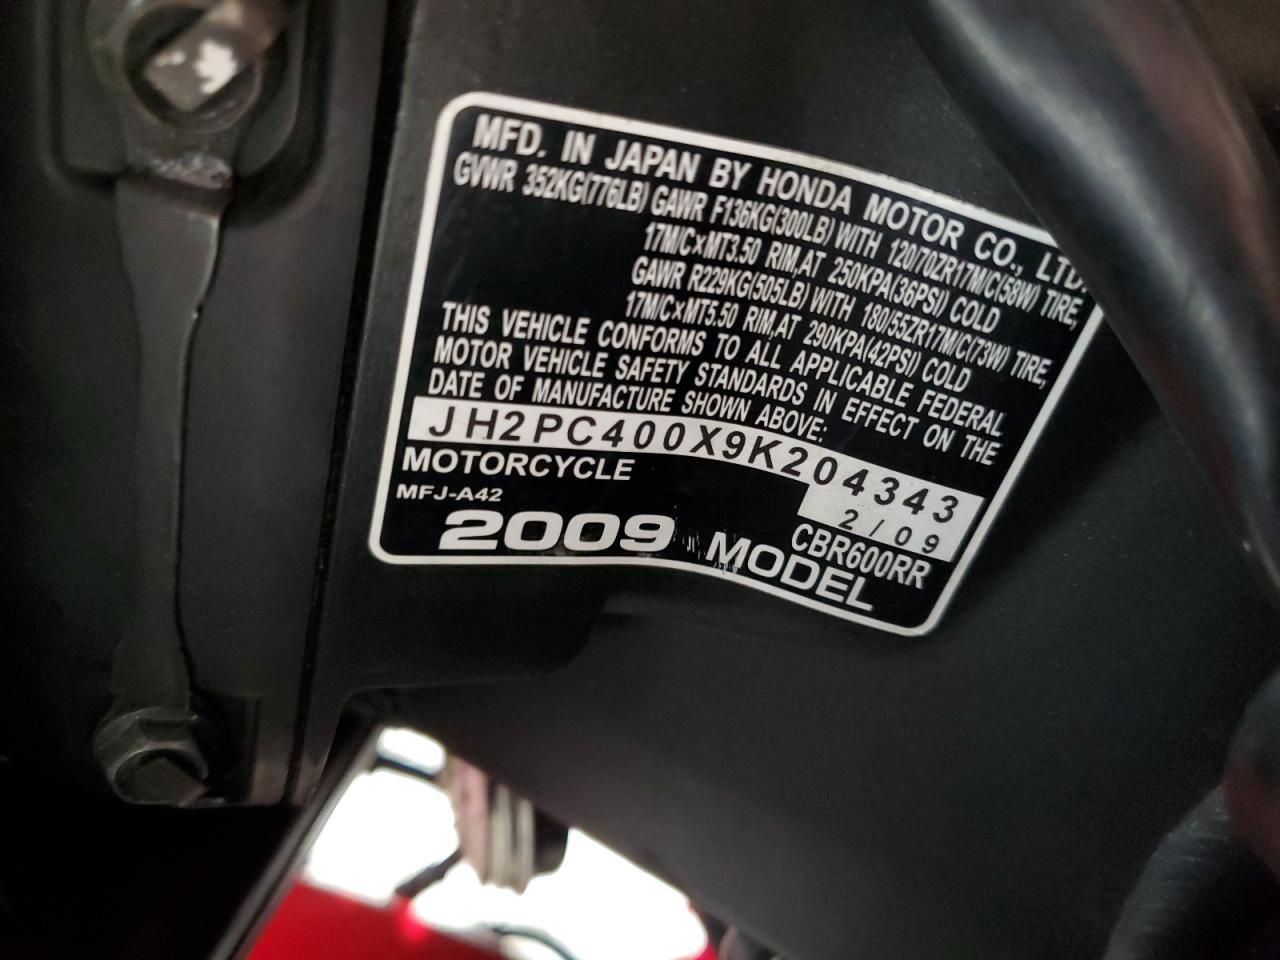 MFD. IN JAPAN BY HONDA MOTOR CO., LTD.
GVWR 352KG(776LB) GAWR F136KG(300LB) WITH 120/70ZR17M/C(58W) TIRE,
17M/C×MT3.50 RIM,AT 250KPA(36PSI) COLD
GAWR R229KG(505LB) WITH 180/55ZR17M/C(73W) TIRE,
17M/C×MT5.50 RIM,AT 290KPA(42PSI) COLD
THIS VEHICLE CONFORMS TO ALL APPLICABLE FEDERAL
MOTOR VEHICLE SAFETY STANDARDS IN EFFECT ON THE
DATE OF MANUFACTURE SHOWN ABOVE:
JH2PC400X9K204343
MOTORCYCLE 2/09
MFJ-A42 CBR600RR
2009 MODEL